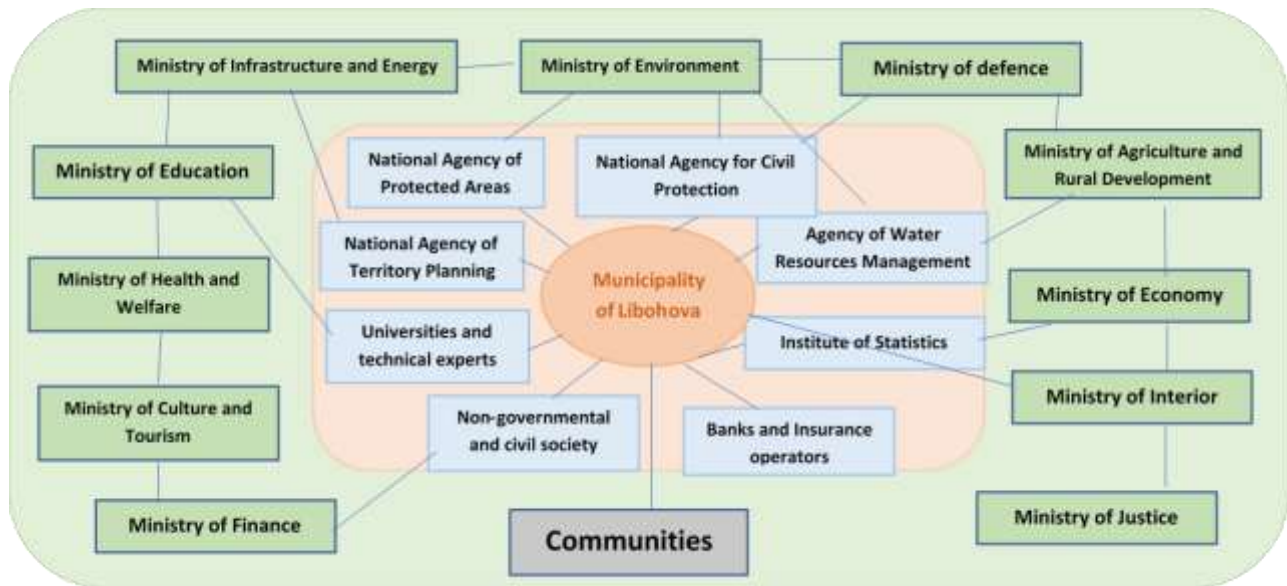 Ministry of Infrastructure and Energy
Ministry of Environment
Ministry of defence
Ministry of Education
National Agency of
Protected Areas
National Agency for Civil
Protection
Ministry of Agriculture and
Rural Development
National Agency of
Territory Planning
Agency of Water
Resources Management
Ministry of Health and
Welfare
Municipality
of Libohova
Ministry of Economy
Universities and
technical experts
Institute of Statistics
Ministry of Culture and
Tourism
Non-governmental
and civil society
Banks and Insurance
operators
Ministry of Interior
Ministry of Finance
Communities
Ministry of Justice